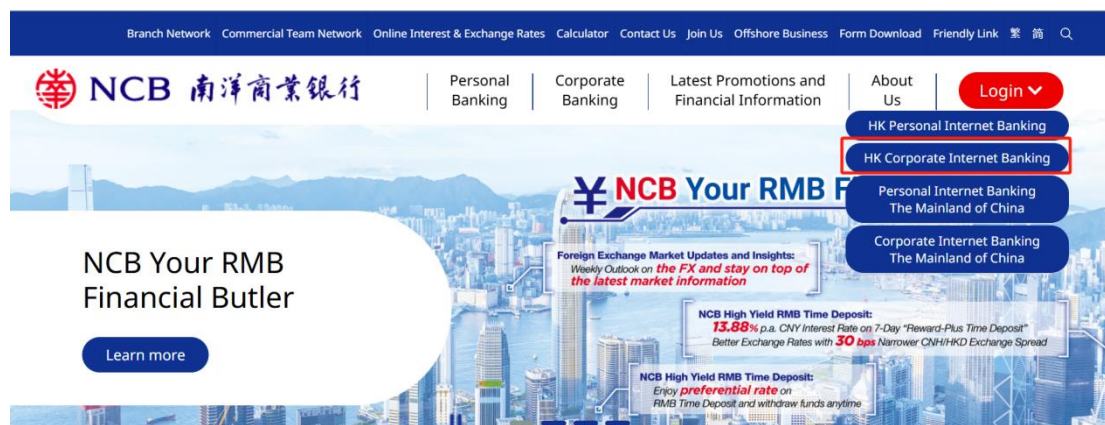 Branch Network Commercial Team Network Online Interest & Exchange Rates Calculator Contact Us Join Us Offshore Business Form Download Friendly Link 繁 简
NCB 南洋商業銀行
Personal
Banking
Corporate
Banking
Latest Promotions and
Financial Information
About
Us
Login
HK Personal Internet Banking
HK Corporate Internet Banking
Personal Internet Banking
The Mainland of China
Corporate Internet Banking
The Mainland of China
NCB Your RMB
Financial Butler
Learn more
¥ NCB Your RMB F
Foreign Exchange Market Updates and Insights:
Weekly Outlook on the FX and stay on top of
the latest market information
NCB High Yield RMB Time Deposit:
13.88% p.a. CNY Interest Rate on 7-Day “Reward-Plus Time Deposit”
Better Exchange Rates with 30 bps Narrower CNH/HKD Exchange Spread
NCB High Yield RMB Time Deposit:
Enjoy preferential rate on
RMB Time Deposit and withdraw funds anytime